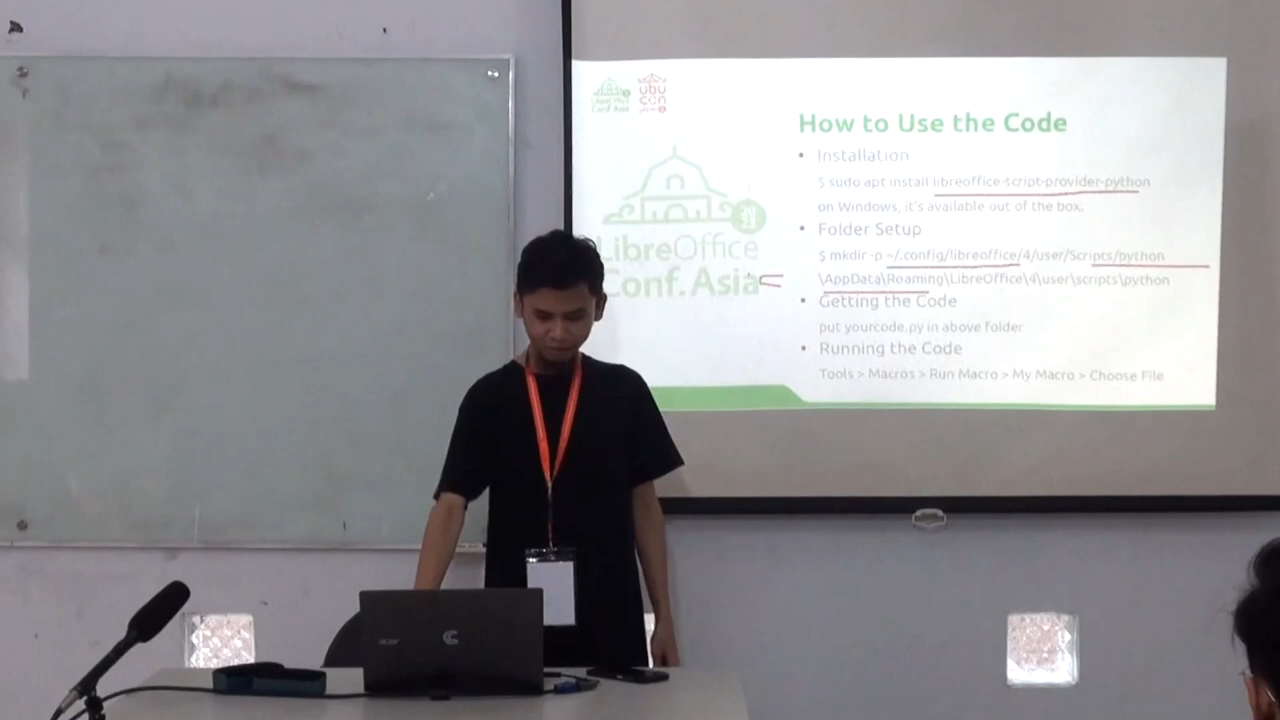 ubu
con
LibreOffice
Conf.Asia
How to Use the Code
• Installation
$ sudo apt install libreoffice-script-provider-python
on Windows, it's available out of the box.
• Folder Setup
$ mkdir -p ~/.config/libreoffice/4/user/Scripts/python
\AppData\Roaming\LibreOffice\4\user\scripts\python
• Getting the Code
put yourcode.py in above folder
• Running the Code
Tools > Macros > Run Macro > My Macro > Choose File
acer